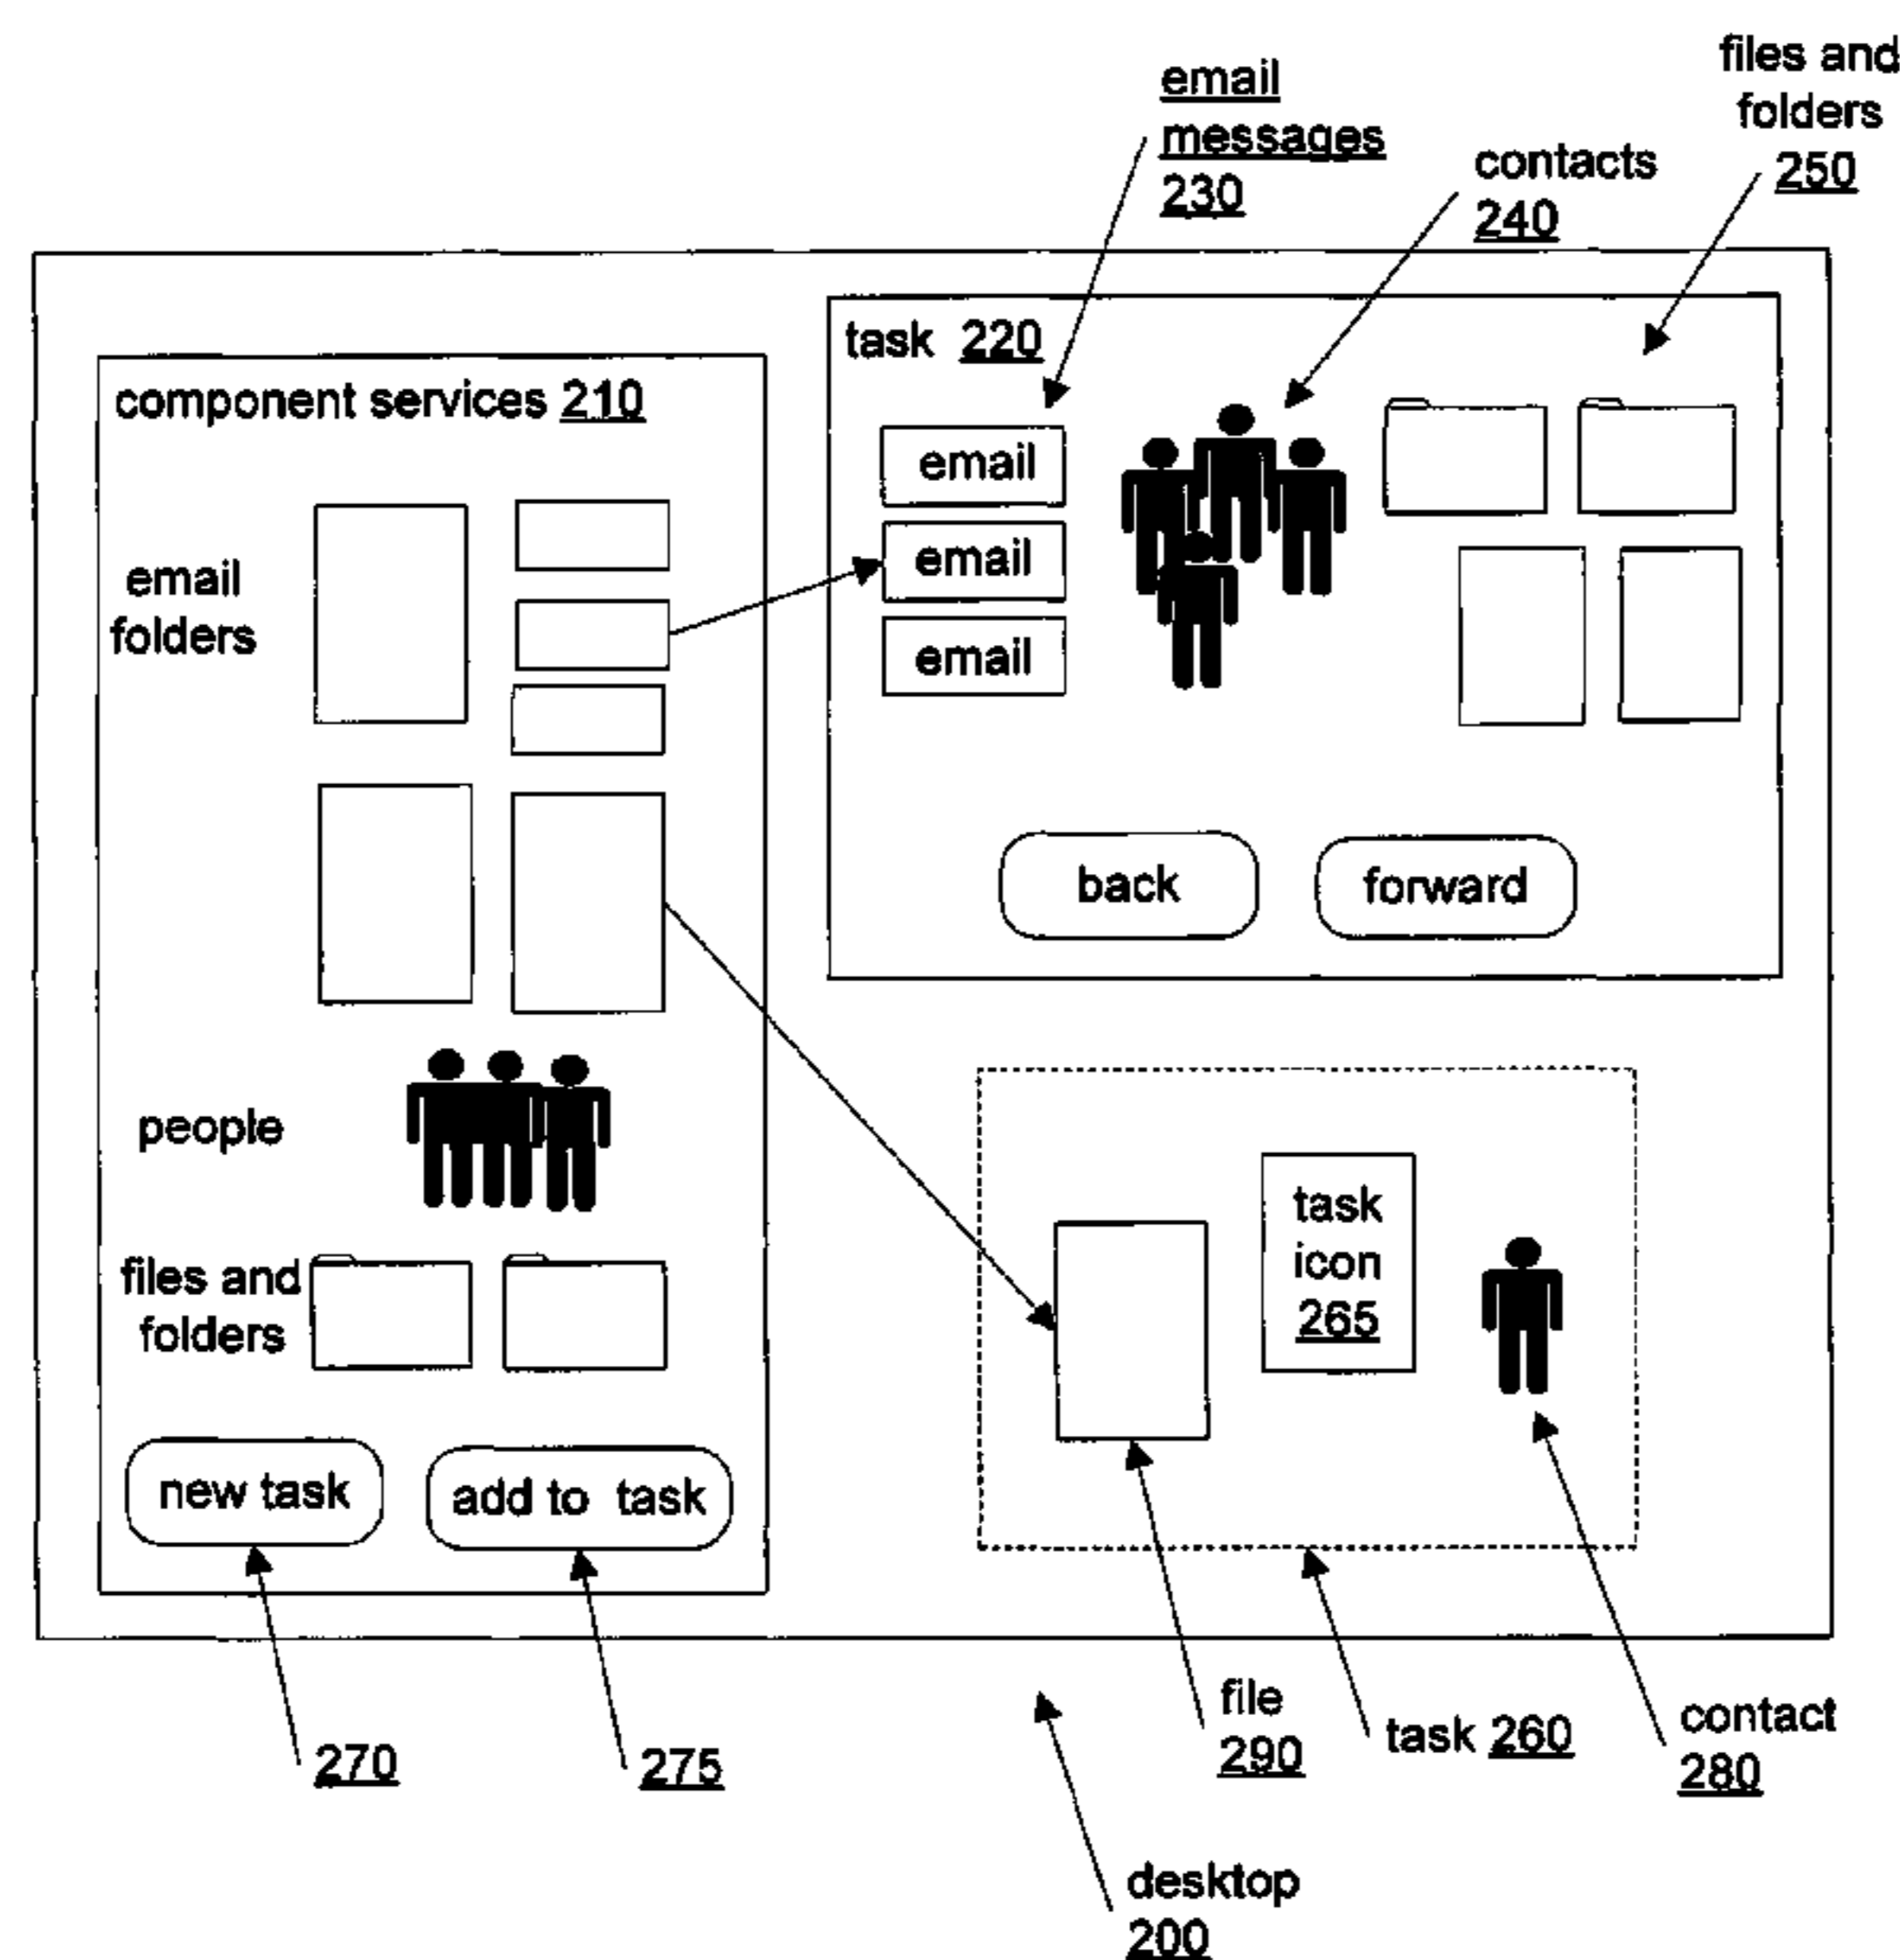 email
messages
230
contacts
240
files and
folders
250
component services 210
email
folders
people
files and
folders
new task
add to task
task 220
email
email
email
back
forward
task
icon
265
270
275
file
290
task 260
contact
280
desktop
200